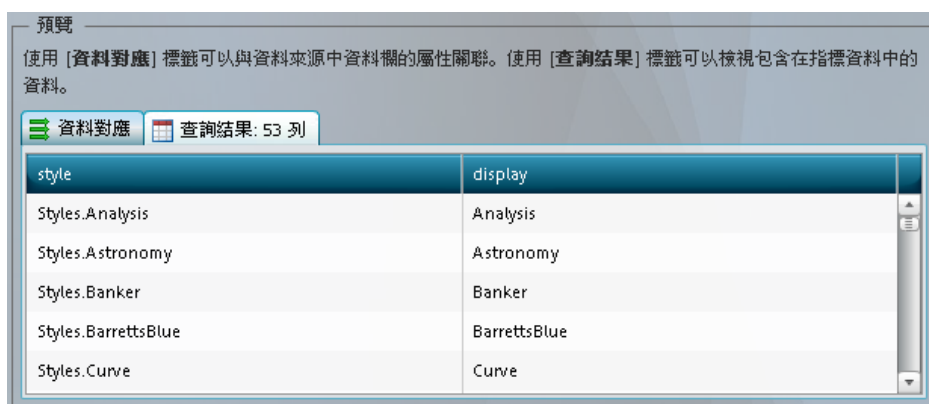 預覽
使用 [資料對應] 標籤可以與資料來源中資料欄的屬性關聯。使用 [查詢結果] 標籤可以檢視包含在指標資料中的
資料。
資料對應 查詢結果: 53 列
style display
Styles.Analysis Analysis
Styles.Astronomy Astronomy
Styles.Banker Banker
Styles.BarrettsBlue BarrettsBlue
Styles.Curve Curve